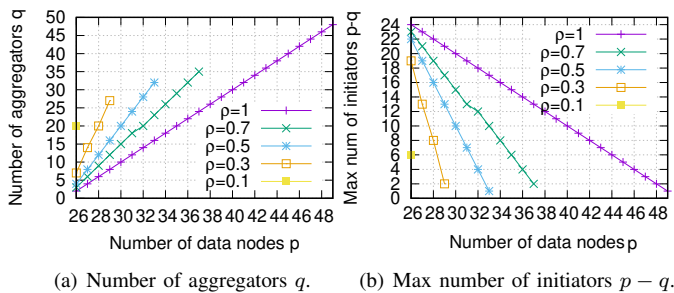 50
45
40
35
30
25
20
15
10
5
0
Number of aggregators q
ρ=1
ρ=0.7
ρ=0.5
ρ=0.3
ρ=0.1
26 28 30 32 34 36 38 40 42 44 46 48
Number of data nodes p
(a) Number of aggregators q.
24
22
20
18
16
14
12
10
8
6
4
2
0
Max num of initiators p-q
ρ=1
ρ=0.7
ρ=0.5
ρ=0.3
ρ=0.1
26 28 30 32 34 36 38 40 42 44 46 48
Number of data nodes p
(b) Max number of initiators p − q.